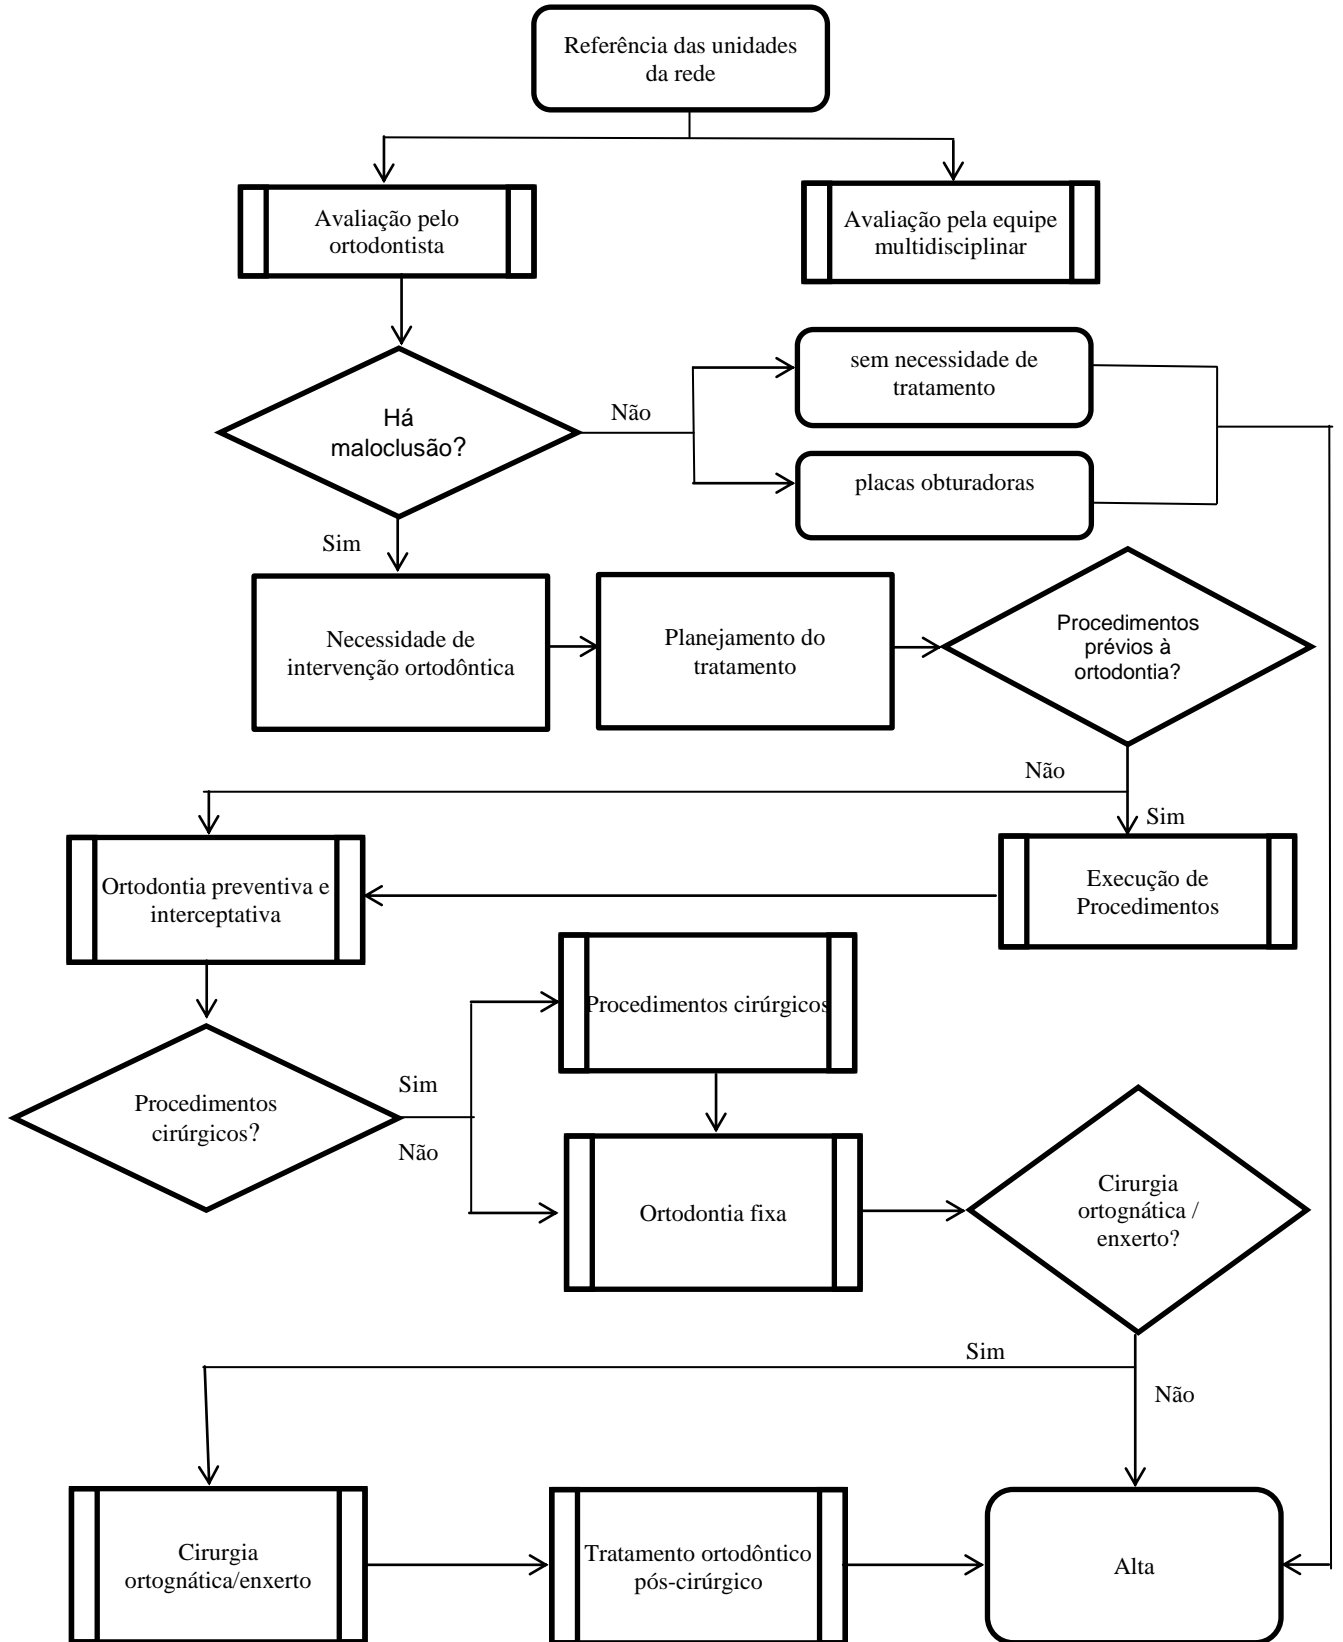 Referência das unidades
da rede
Avaliação pelo
ortodontista
Avaliação pela equipe
multidisciplinar
sem necessidade de
tratamento
Há
maloclusão?
Não
placas obturadoras
Sim
Necessidade de
intervenção ortodôntica
Planejamento do
tratamento
Procedimentos
prévios à
ortodontia?
Não
Sim
Ortodontia preventiva e
interceptativa
Execução de
Procedimentos
Procedimentos cirúrgicos
Procedimentos
cirúrgicos?
Sim
Não
Ortodontia fixa
Cirurgia
ortognática /
enxerto?
Sim
Não
Cirurgia
ortognática/enxerto
Tratamento ortodôntico
pós-cirúrgico
Alta